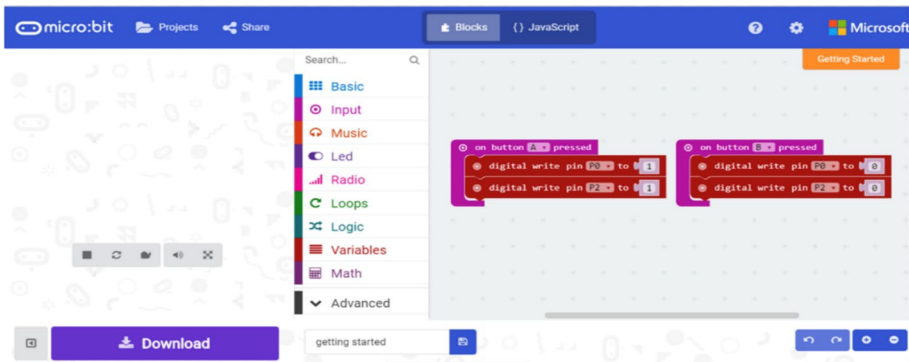 micro:bit Projects Share Blocks {} JavaScript ? Microsoft
Search...
Getting Started
Basic
Input
Music
Led
Radio
Loops
Logic
Variables
Math
Advanced
on button A pressed
digital write pin P0 to 1
digital write pin P2 to 1
on button B pressed
digital write pin P0 to 0
digital write pin P2 to 0
Download
getting started